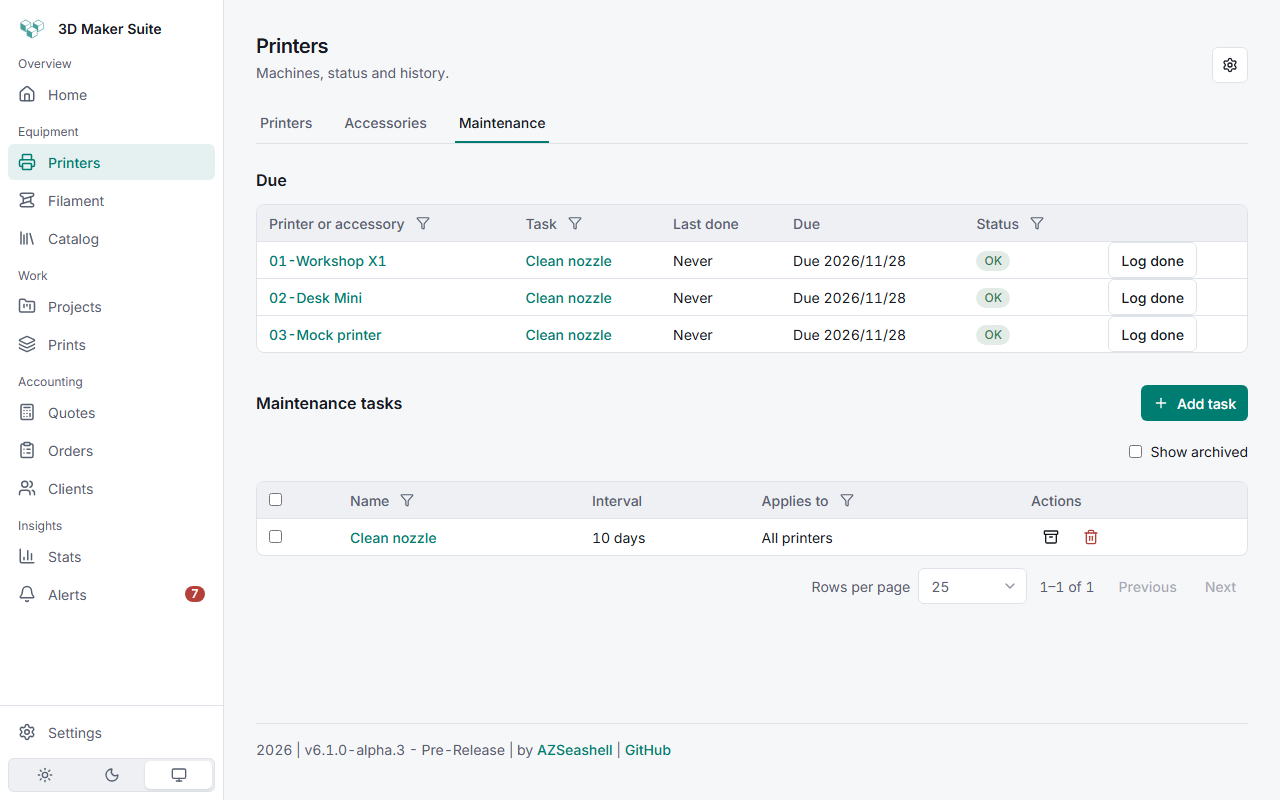 3D Maker Suite
Overview
Home
Equipment
Printers
Filament
Catalog
Work
Projects
Prints
Accounting
Quotes
Orders
Clients
Insights
Stats
Alerts 7
Settings
Printers
Machines, status and history.
Printers Accessories Maintenance
Due
Printer or accessory Task Last done Due Status
01-Workshop X1 Clean nozzle Never Due 2026/11/28 OK Log done
02-Desk Mini Clean nozzle Never Due 2026/11/28 OK Log done
03-Mock printer Clean nozzle Never Due 2026/11/28 OK Log done
Maintenance tasks
Add task
Show archived
Name Interval Applies to Actions
Clean nozzle 10 days All printers
Rows per page 25 1–1 of 1 Previous Next
2026 | v6.1.0-alpha.3 - Pre-Release | by AZSeashell | GitHub